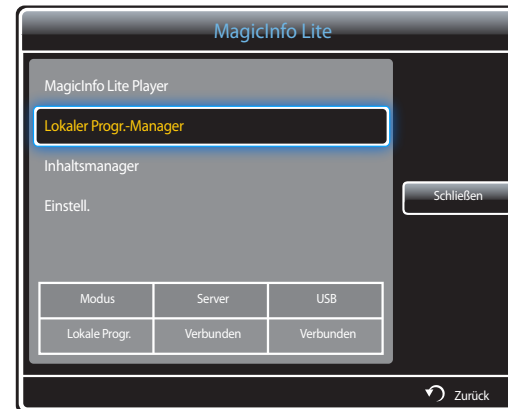 MagicInfo Lite
MagicInfo Lite Player
Lokaler Progr.-Manager
Inhaltsmanager
Einstell.
Schließen
Modus Server USB
Lokale Progr. Verbunden Verbunden
Zurück